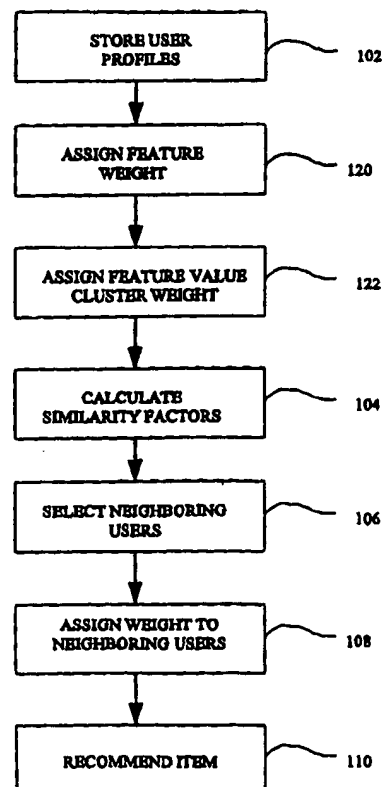 STORE USER
PROFILES
102
ASSIGN FEATURE
WEIGHT
120
ASSIGN FEATURE VALUE
CLUSTER WEIGHT
122
CALCULATE
SIMILARITY FACTORS
104
SELECT NEIGHBORING
USERS
106
ASSIGN WEIGHT TO
NEIGHBORING USERS
108
RECOMMEND ITEM
110